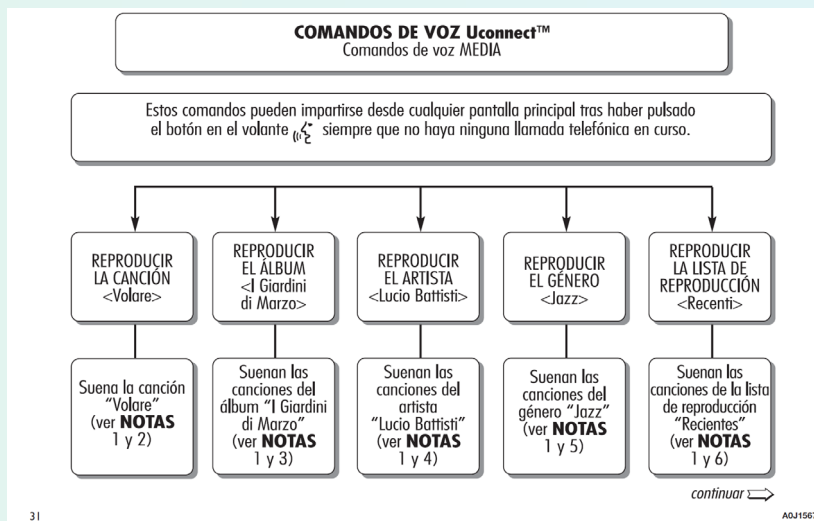 COMANDOS DE VOZ Uconnect™
Comandos de voz MEDIA
Estos comandos pueden impartirse desde cualquier pantalla principal tras haber pulsado
el botón en el volante siempre que no haya ninguna llamada telefónica en curso.
REPRODUCIR
LA CANCIÓN
<Volare>
REPRODUCIR
EL ÁLBUM
<I Giardini
di Marzo>
REPRODUCIR
EL ARTISTA
<Lucio Battisti>
REPRODUCIR
EL GÉNERO
<Jazz>
REPRODUCIR
LA LISTA DE
REPRODUCCIÓN
<Recenti>
Suena la canción
“Volare”
(ver NOTAS
1 y 2)
Suenan las
canciones del
álbum “I Giardini
di Marzo”
(ver NOTAS
1 y 3)
Suenan las
canciones del
artista
“Lucio Battisti”
(ver NOTAS
1 y 4)
Suenan las
canciones del
género “Jazz”
(ver NOTAS
1 y 5)
Suenan las
canciones de la lista
de reproducción
“Recientes”
(ver NOTAS
1 y 6)
continuar
31
A0J1567